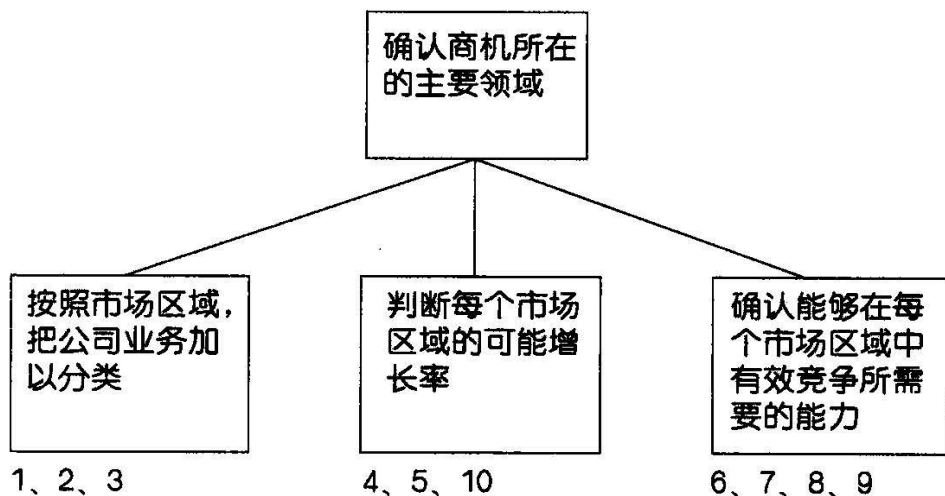 确认商机所在
的主要领域
按照市场区域，
把公司业务加
以分类
判断每个市场
区域的可能增
长率
确认能够在每
个市场区域中
有效竞争所需
要的能力
1、2、3
4、5、10
6、7、8、9